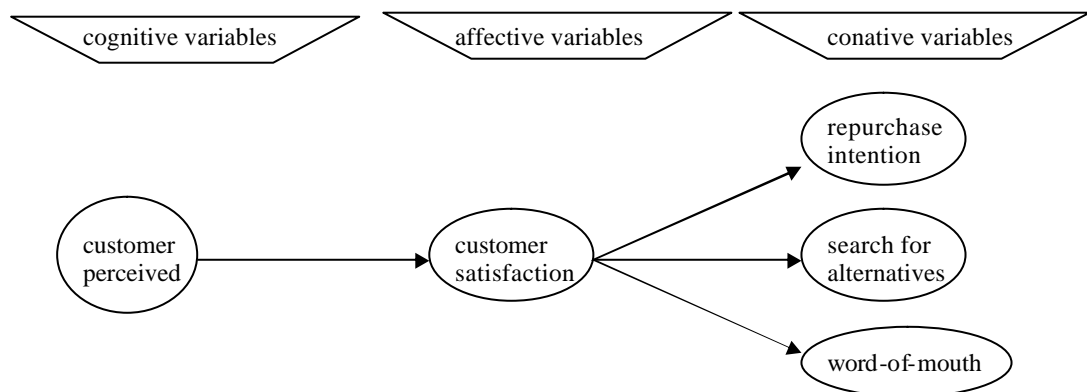 cognitive variables
affective variables
conative variables
repurchase
intention
customer
perceived
customer
satisfaction
search for
alternatives
word-of-mouth